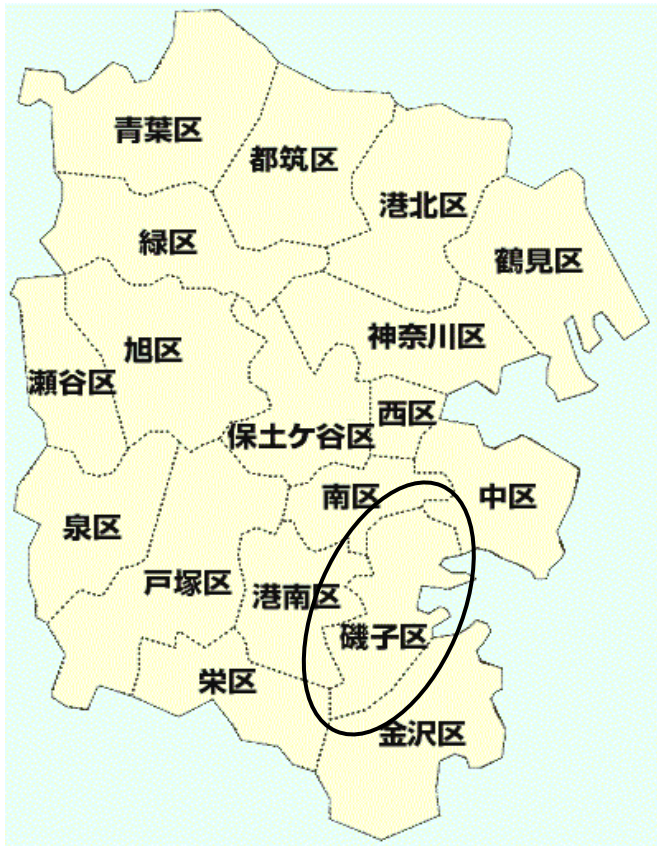 青葉区
都筑区
港北区
緑区
鶴見区
神奈川区
旭区
瀬谷区
西区
保土ケ谷区
南区
中区
泉区
戸塚区
港南区
磯子区
栄区
金沢区